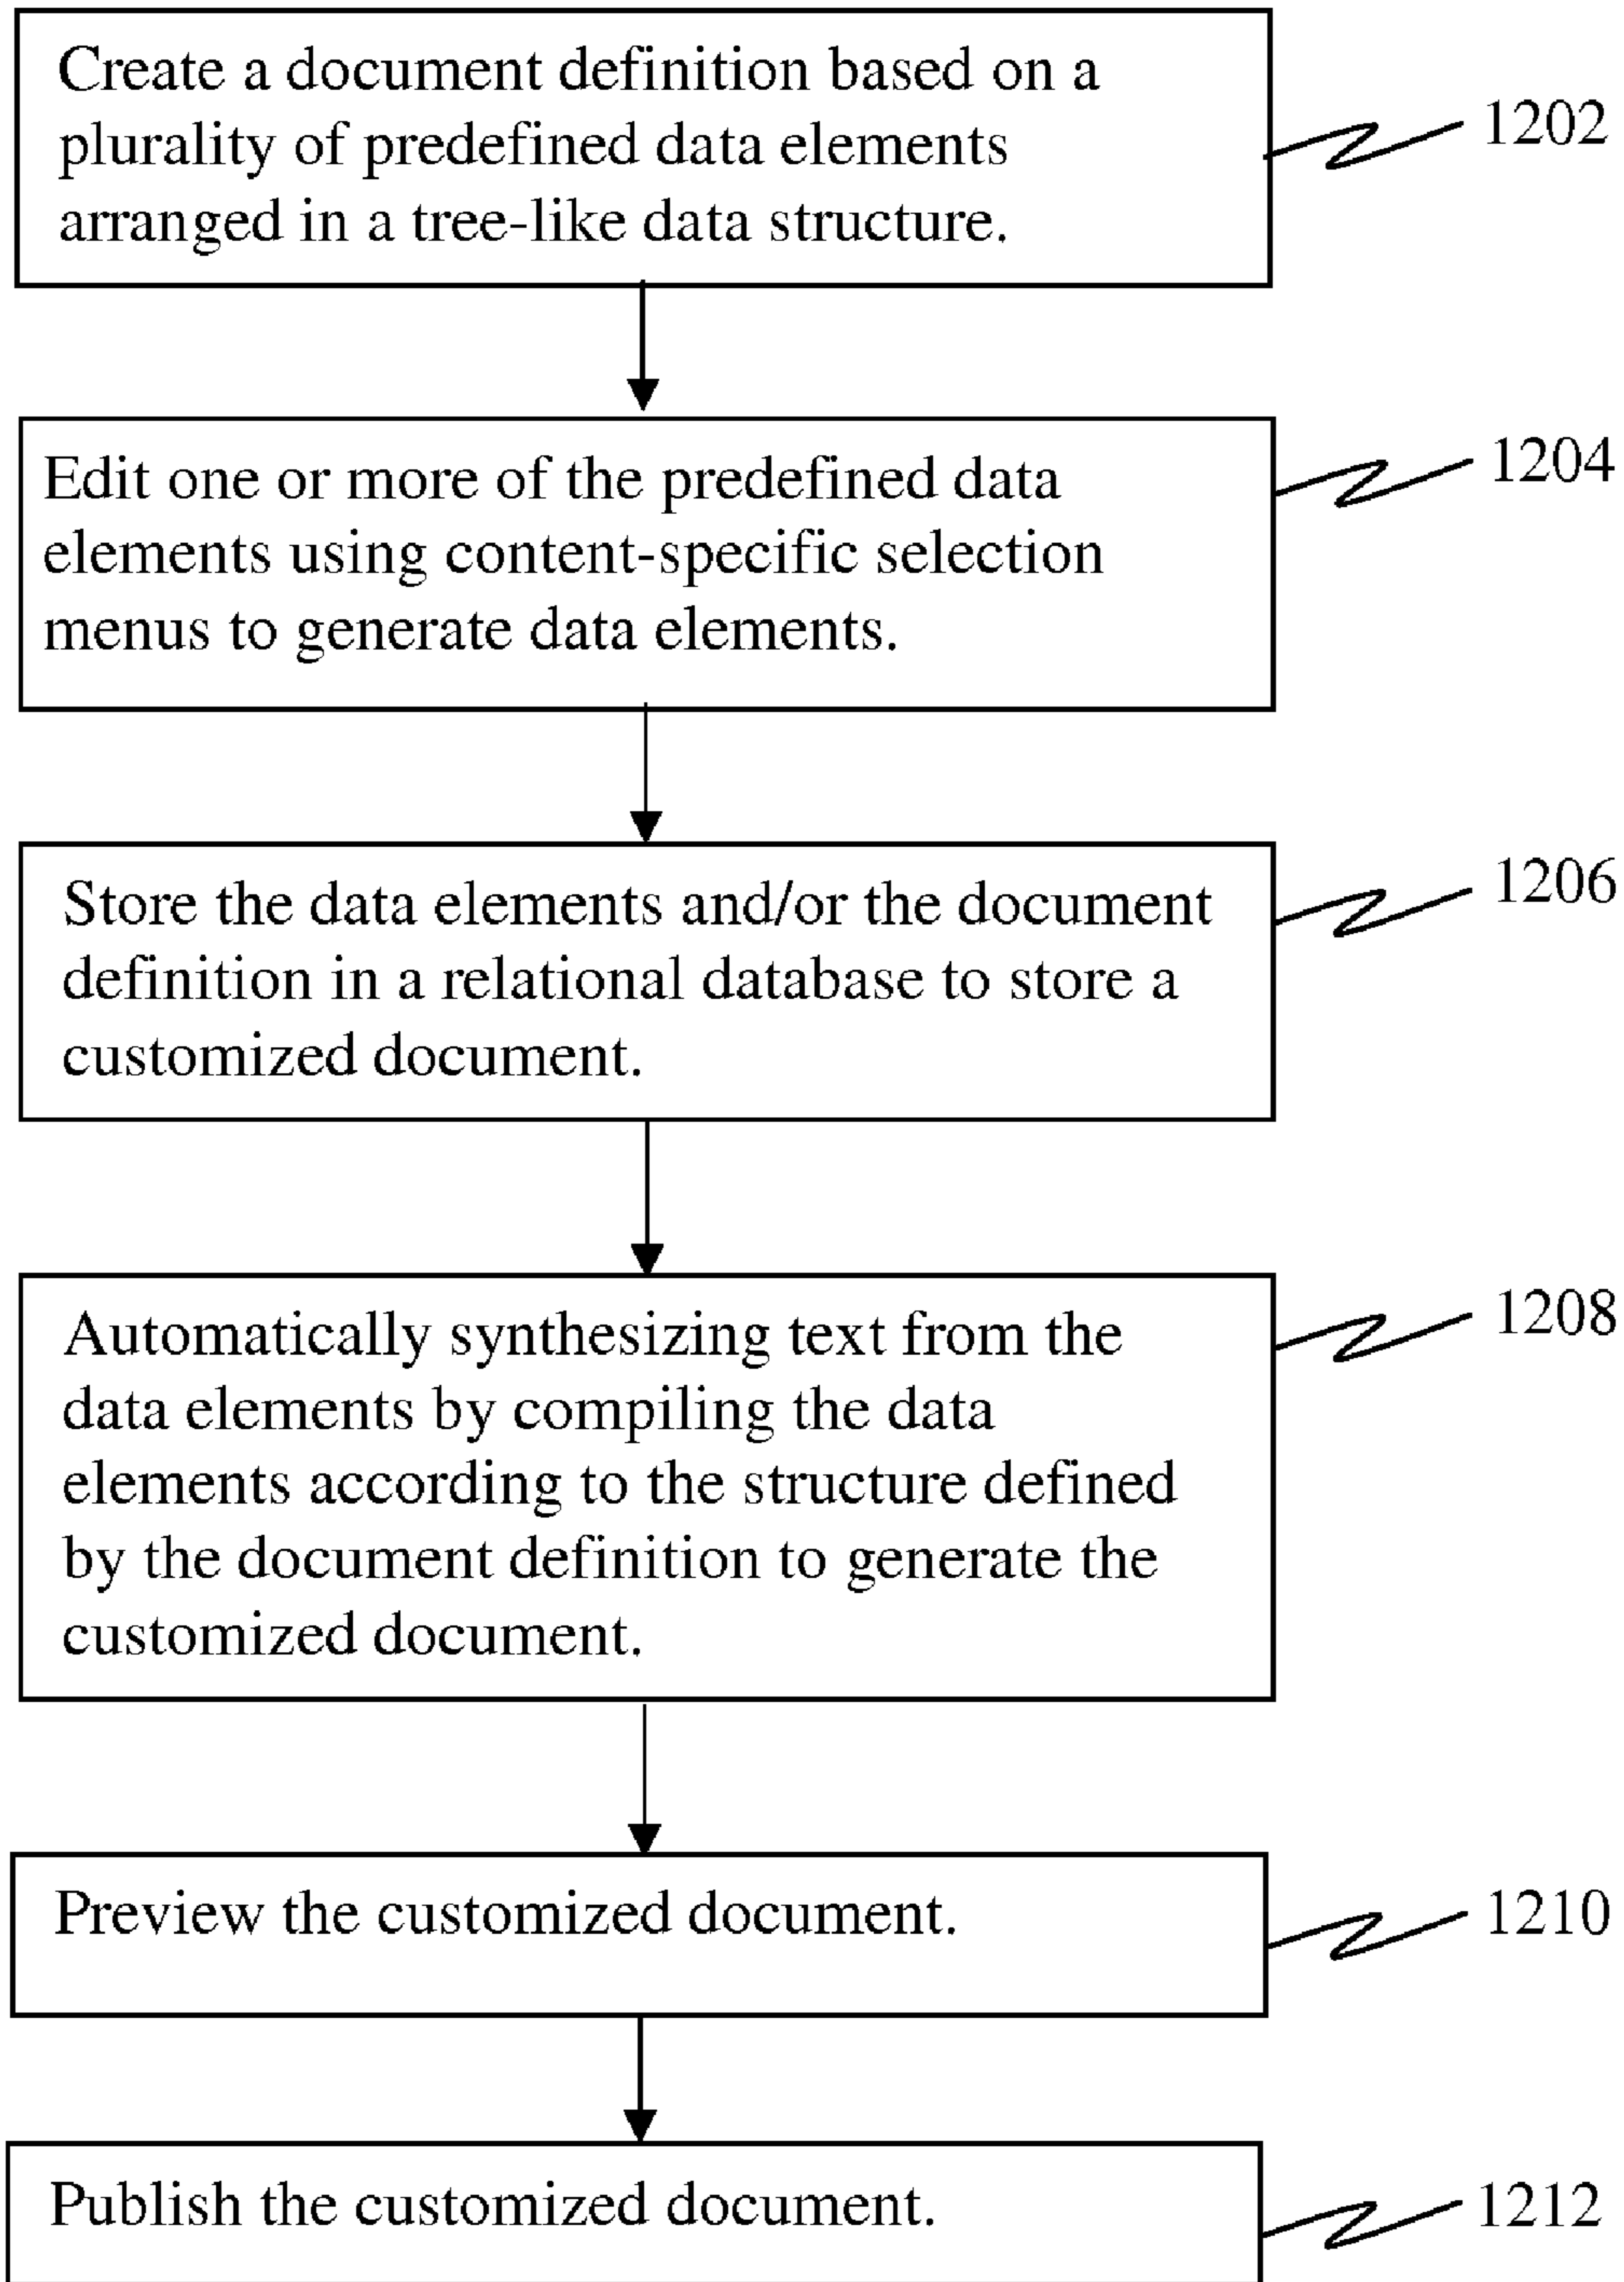 Create a document definition based on a
plurality of predefined data elements
arranged in a tree-like data structure.
1202
Edit one or more of the predefined data
elements using content-specific selection
menus to generate data elements.
1204
Store the data elements and/or the document
definition in a relational database to store a
customized document.
1206
Automatically synthesizing text from the
data elements by compiling the data
elements according to the structure defined
by the document definition to generate the
customized document.
1208
Preview the customized document.
1210
Publish the customized document.
1212